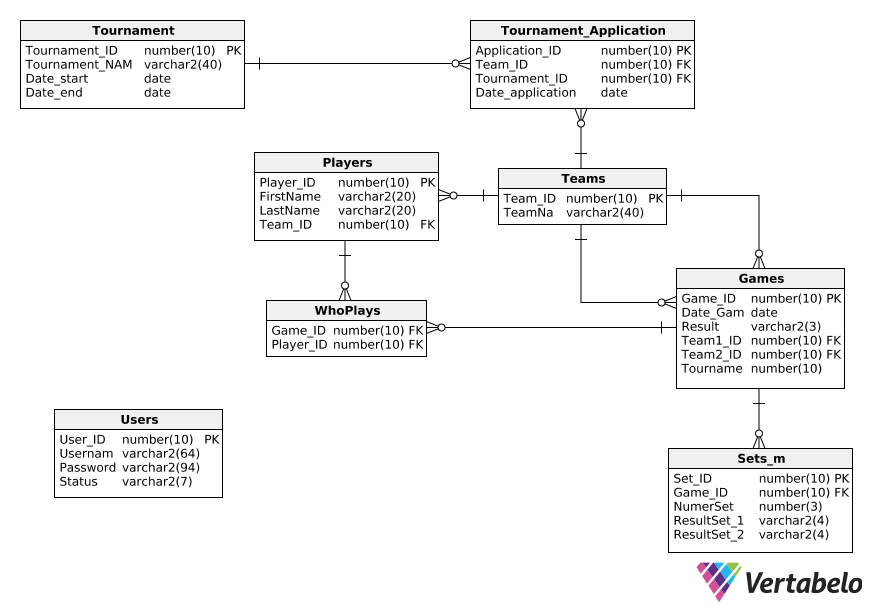 Tournament
Tournament_ID number(10) PK
Tournament_NAM varchar2(40)
Date_start date
Date_end date
Tournament_Application
Application_ID number(10) PK
Team_ID number(10) FK
Tournament_ID number(10) FK
Date_application date
Players
Player_ID number(10) PK
FirstName varchar2(20)
LastName varchar2(20)
Team_ID number(10) FK
Teams
Team_ID number(10) PK
TeamNa varchar2(40)
Games
Game_ID number(10) PK
Date_Gam date
Result varchar2(3)
Team1_ID number(10) FK
Team2_ID number(10) FK
Tourname number(10)
WhoPlays
Game_ID number(10) FK
Player_ID number(10) FK
Users
User_ID number(10) PK
Usernam varchar2(64)
Password varchar2(94)
Status varchar2(7)
Sets_m
Set_ID number(10) PK
Game_ID number(10) FK
NumerSet number(3)
ResultSet_1 varchar2(4)
ResultSet_2 varchar2(4)
Vertabelo